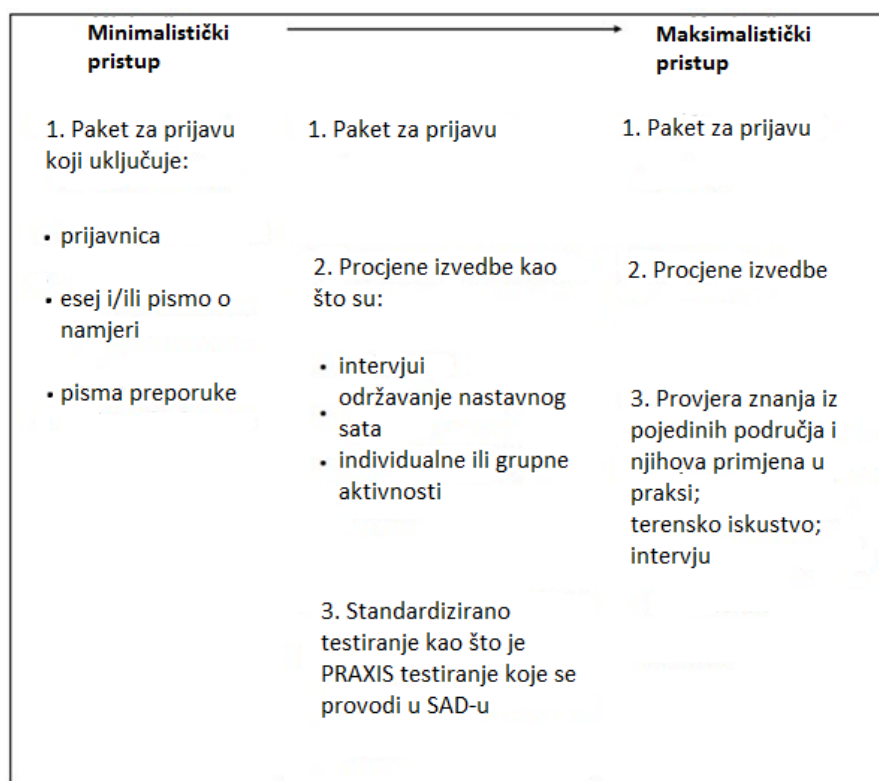 Minimalistički
pristup
Maksimalistički
pristup
1. Paket za prijavu
koji uključuje:
• prijavnica
• esej i/ili pismo o
namjeri
• pisma preporuke
1. Paket za prijavu
2. Procjene izvedbe kao
što su:
• intervjui
• održavanje nastavnog
sata
• individualne ili grupne
aktivnosti
3. Standardizirano
testiranje kao što je
PRAXIS testiranje koje se
provodi u SAD-u
1. Paket za prijavu
2. Procjene izvedbe
3. Provjera znanja iz
pojedinih područja i
njihova primjena u
praksi;
terensko iskustvo;
intervju